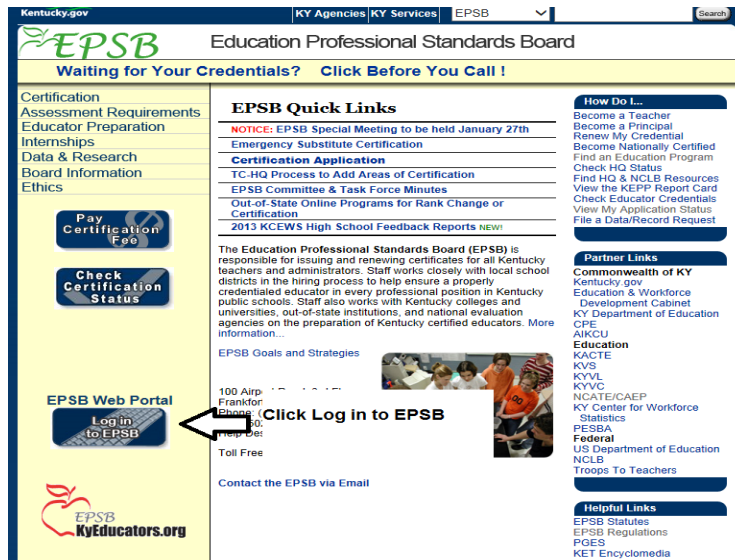 Kentucky.gov
KY Agencies KY Services EPSB
Search
EPSB
Education Professional Standards Board
Waiting for Your Credentials? Click Before You Call !
Certification
Assessment Requirements
Educator Preparation
Internships
Data & Research
Board Information
Ethics
Pay
Certification
Fee
Check
Certification
Status
EPSB Web Portal
Log in
to EPSB
EPSB
KyEducators.org
EPSB Quick Links
NOTICE: EPSB Special Meeting to be held January 27th
Emergency Substitute Certification
Certification Application
TC-HQ Process to Add Areas of Certification
EPSB Committee & Task Force Minutes
Out-of-State Online Programs for Rank Change or
Certification
2013 KCEWS High School Feedback Reports NEW!
The Education Professional Standards Board (EPSB) is
responsible for issuing and renewing certificates for all Kentucky
teachers and administrators. Staff works closely with local school
districts in the hiring process to help ensure a properly
credentialed educator in every professional position in Kentucky
public schools. Staff also works with Kentucky colleges and
universities, out-of-state institutions, and national evaluation
agencies on the preparation of Kentucky certified educators. More
information...
EPSB Goals and Strategies
100
Phone:
Click Log in to EPSB
Toll Free
Contact the EPSB via Email
How Do I...
Become a Teacher
Become a Principal
Renew My Credential
Become Nationally Certified
Find an Education Program
Check HQ Status
Find HQ & NCLB Resources
View the KEPP Report Card
Check Educator Credentials
View My Application Status
File a Data/Record Request
Partner Links
Commonwealth of KY
Kentucky.gov
Education & Workforce
Development Cabinet
KY Department of Education
CPE
AIKCU
Education
KACTE
KVS
KYVL
KYVC
NCATE/CAEP
KY Center for Workforce
Statistics
PESBA
Federal
US Department of Education
NCLB
Troops To Teachers
Helpful Links
EPSB Statutes
EPSB Regulations
PGES
KET Encyclomedia